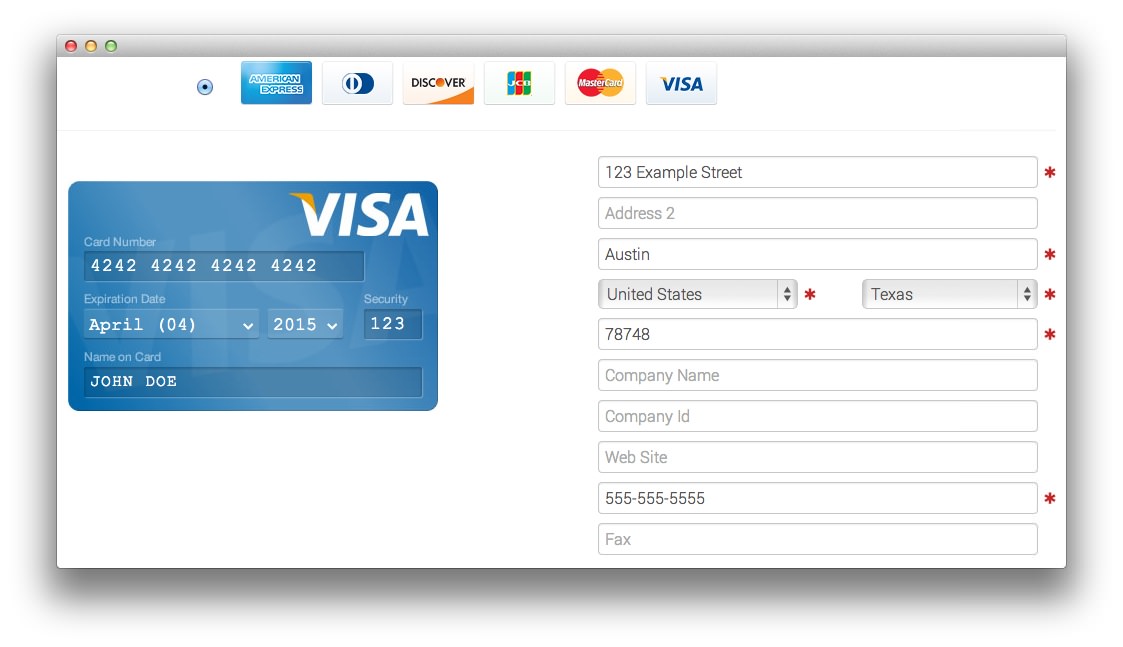 AMERICAN EXPRESS
DISCOVER
JCB
MasterCard
VISA
VISA
Card Number
4242 4242 4242 4242
Expiration Date Security
April (04) 2015 123
Name on Card
JOHN DOE
123 Example Street *
Address 2
Austin *
United States * Texas *
78748 *
Company Name
Company Id
Web Site
555-555-5555 *
Fax